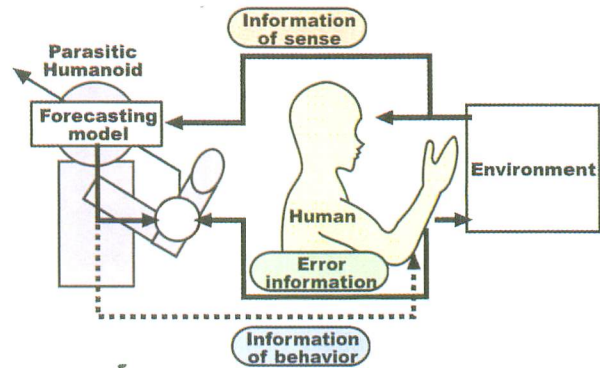 Information
of sense
Parasitic
Humanoid
Forecasting
model
Environment
Human
Error
information
Information
of behavior